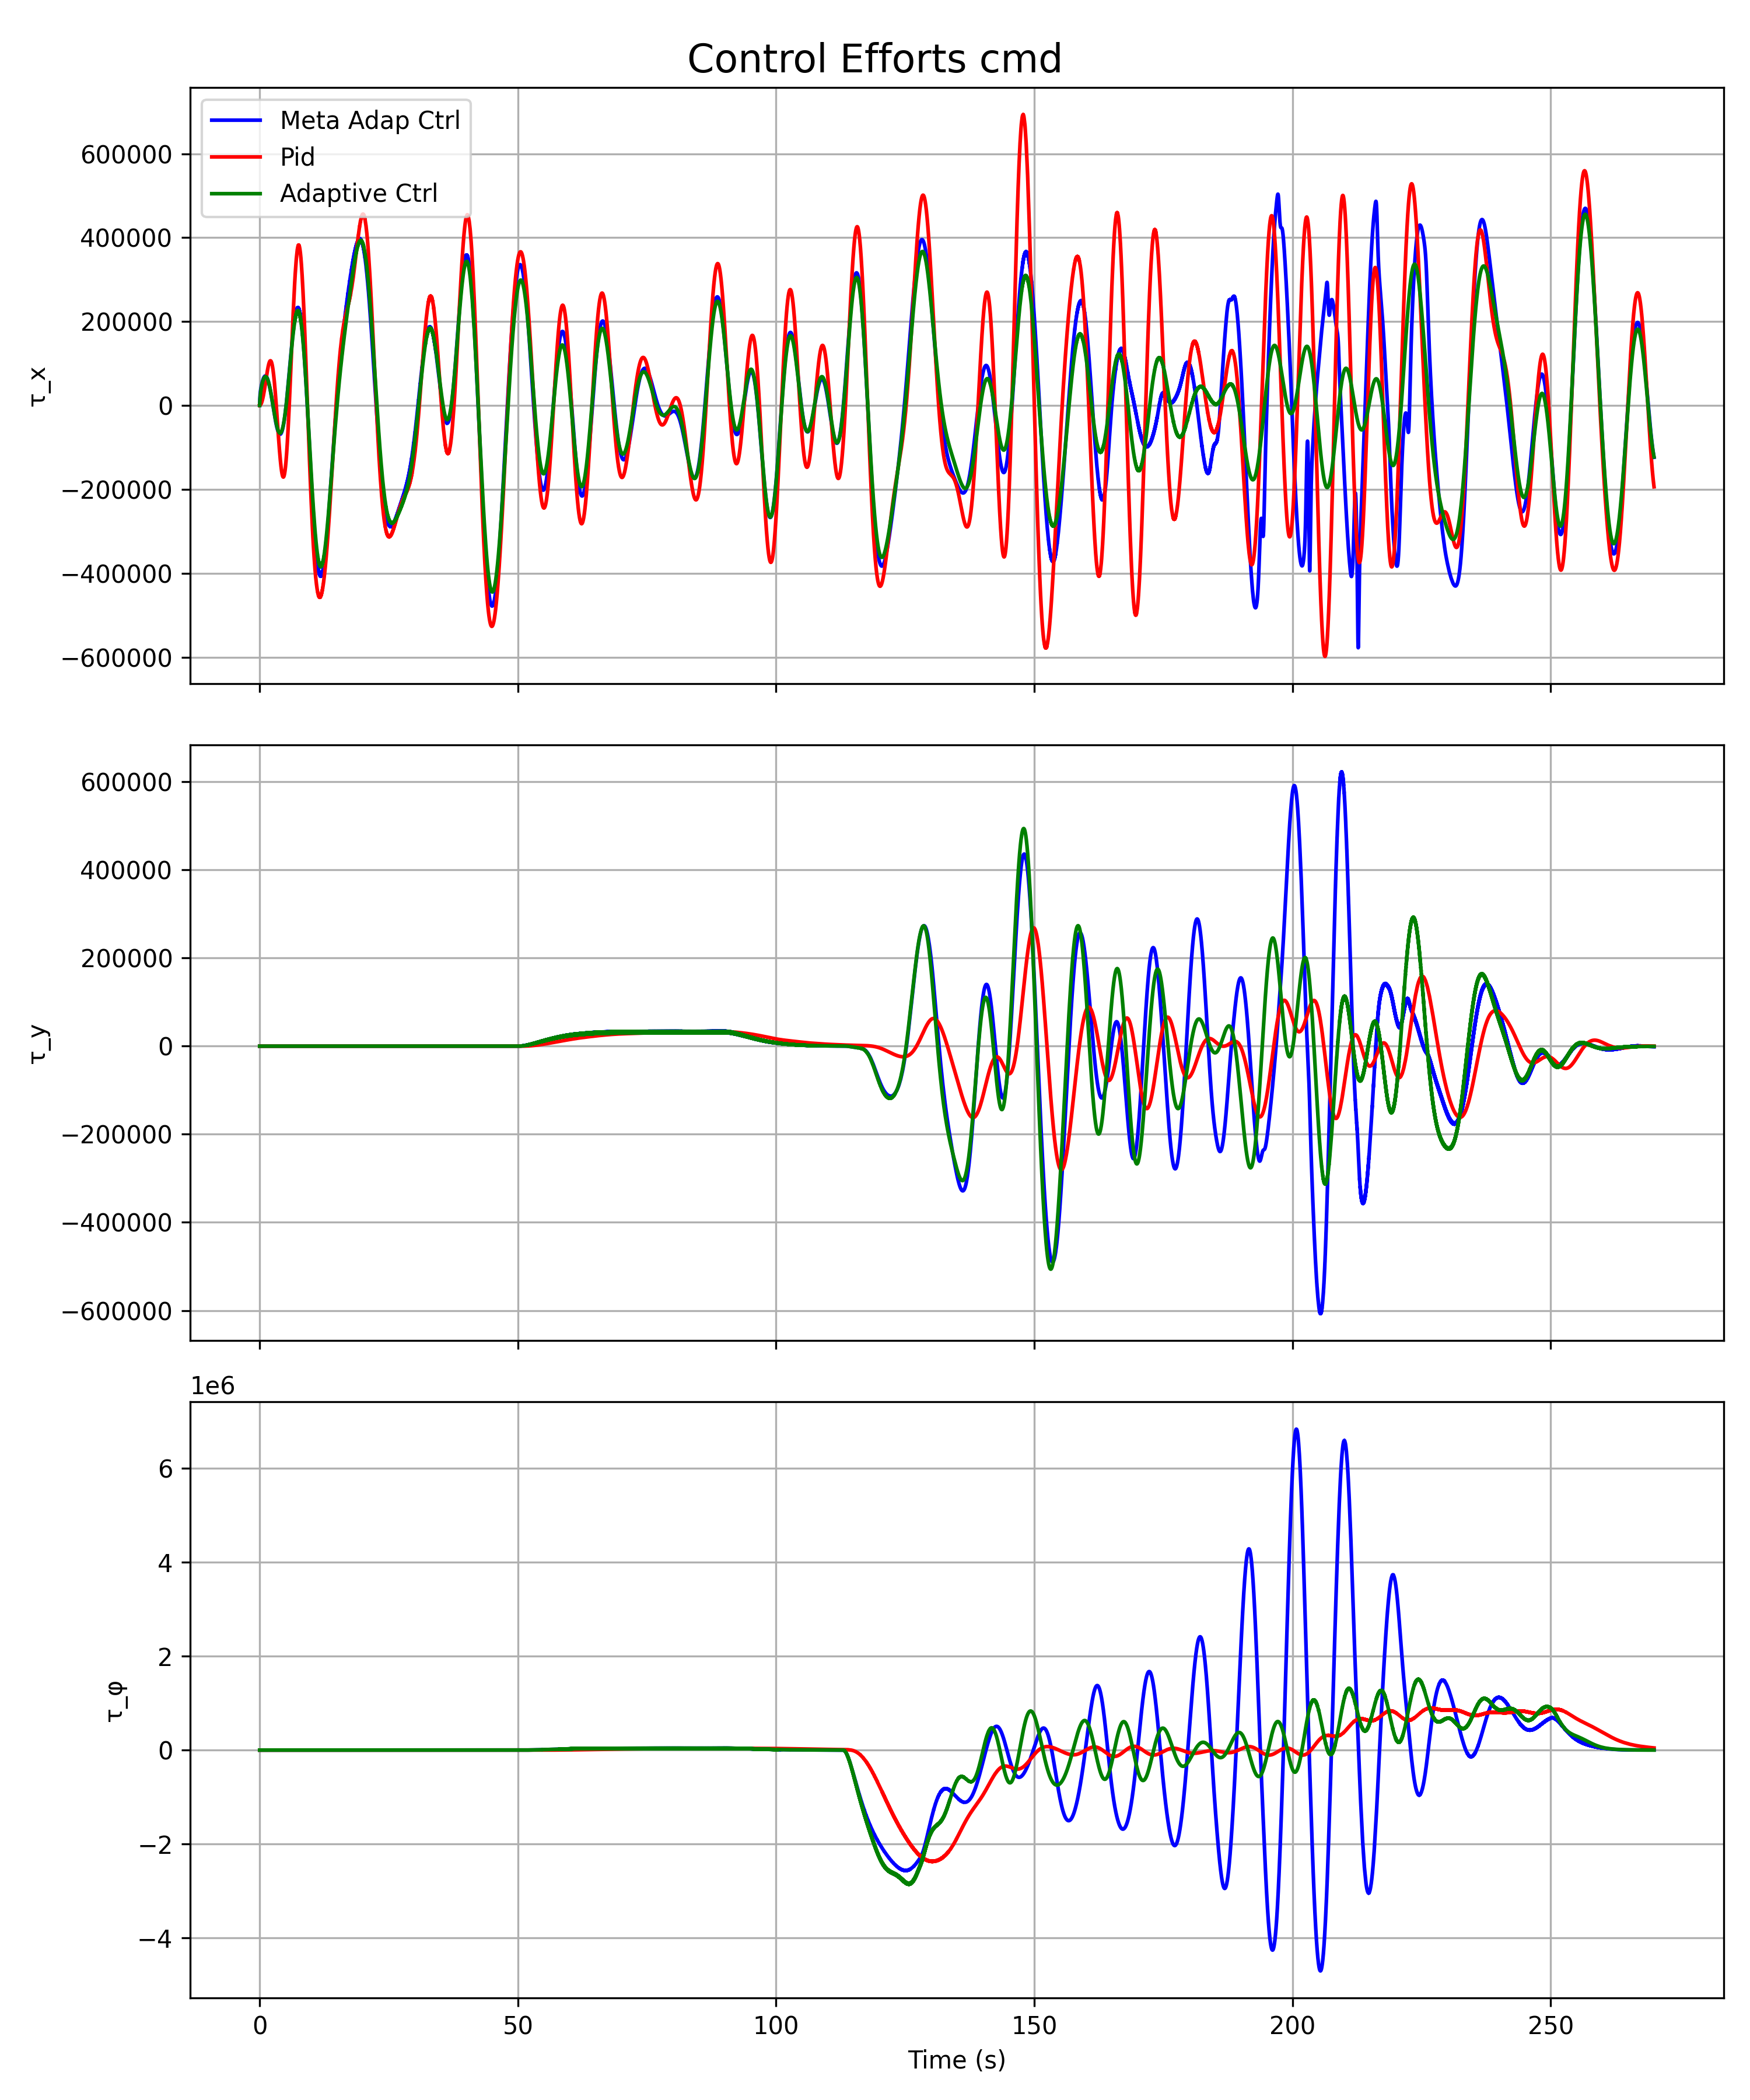 Control Efforts cmd
Meta Adap Ctrl
Pid
Adaptive Ctrl
600000
400000
200000
0
−200000
−400000
−600000
τ_x
600000
400000
200000
0
−200000
−400000
−600000
τ_y
1e6
6
4
2
0
−2
−4
τ_φ
0 50 100 150 200 250
Time (s)